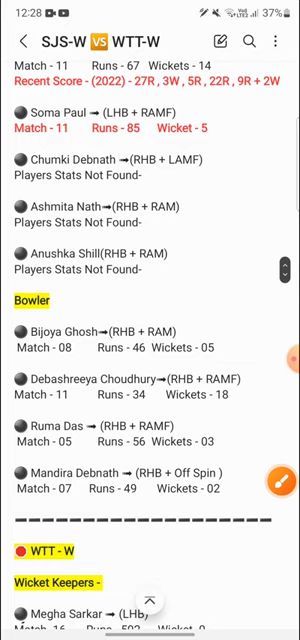 12:28 37%
SJS-W 🆚 WTT-W
Match - 11 Runs - 67 Wickets - 14
Recent Score - (2022) - 27R , 3W , 5R , 22R , 9R + 2W
⚫ Soma Paul ➞ (LHB + RAMF)
Match - 11 Runs - 85 Wicket - 5
⚫ Chumki Debnath ➞(RHB + LAMF)
Players Stats Not Found-
⚫ Ashmita Nath➞(RHB + RAM)
Players Stats Not Found-
⚫ Anushka Shill(RHB + RAM)
Players Stats Not Found-
Bowler
⚫ Bijoya Ghosh➞(RHB + RAM)
Match - 08 Runs - 46 Wickets - 05
⚫ Debashreeya Choudhury➞(RHB + RAMF)
Match - 11 Runs - 34 Wickets - 18
⚫ Ruma Das ➞ (RHB + RAMF)
Match - 05 Runs - 56 Wickets - 03
⚫ Mandira Debnath ➞ (RHB + Off Spin )
Match - 07 Runs - 49 Wickets - 02
➖➖➖➖➖➖➖➖➖➖➖➖➖➖➖➖➖➖➖
🔴 WTT - W
Wicket Keepers -
⚫ Megha Sarkar ➞ (LHB)